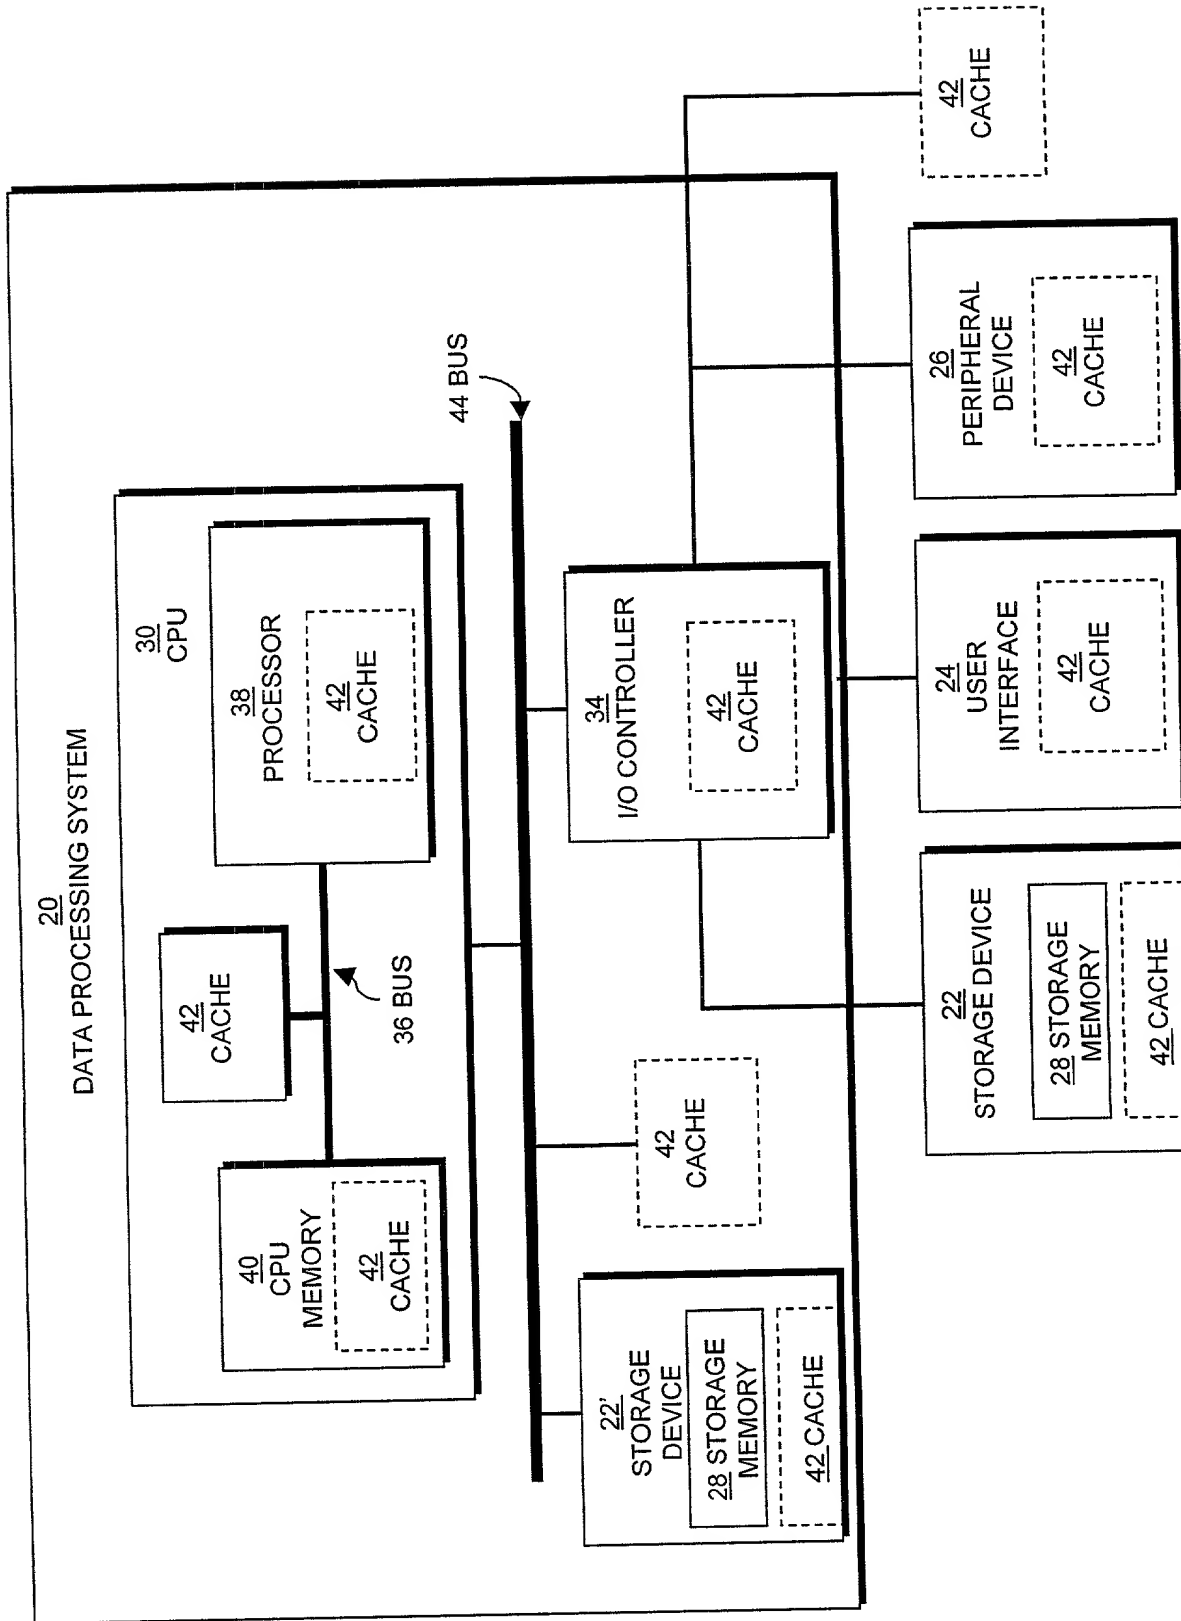 20
DATA PROCESSING SYSTEM
30
CPU
40
CPU
MEMORY
42
CACHE
42
CACHE
38
PROCESSOR
42
CACHE
36 BUS
44 BUS
22'
STORAGE
DEVICE
28 STORAGE
MEMORY
42 CACHE
42
CACHE
34
I/O CONTROLLER
42
CACHE
22
STORAGE DEVICE
28 STORAGE
MEMORY
42 CACHE
24
USER
INTERFACE
42
CACHE
26
PERIPHERAL
DEVICE
42
CACHE
42
CACHE